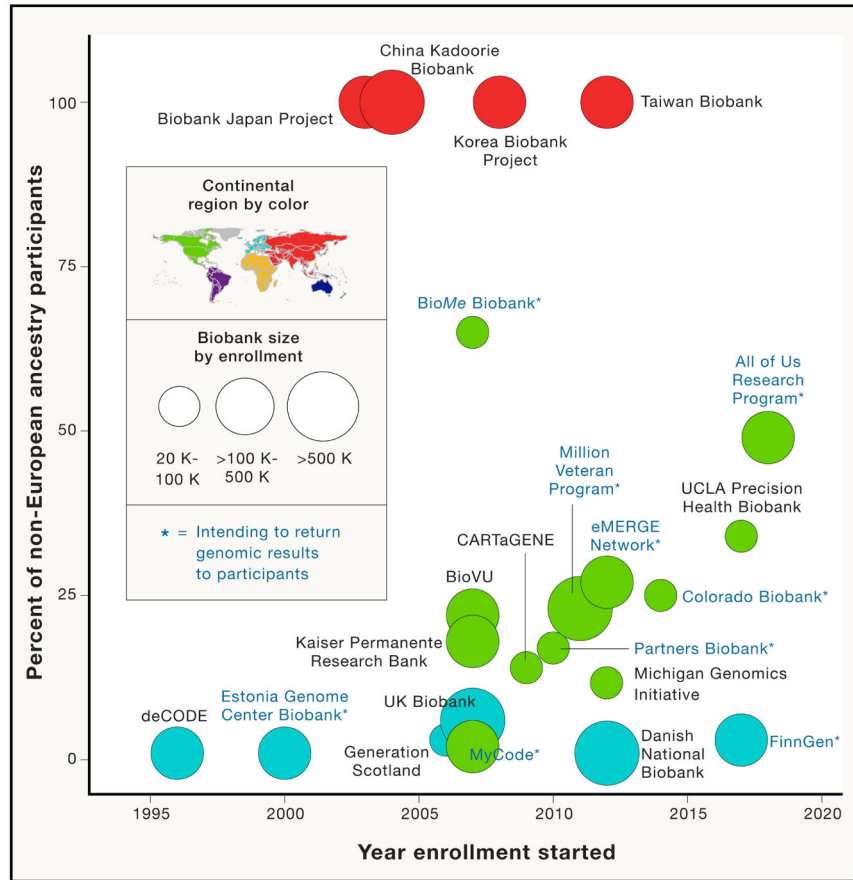 China Kadoorie
Biobank
100
Biobank Japan Project
Taiwan Biobank
Korea Biobank
Project
Continental
region by color
75
BioMe Biobank*
Biobank size
by enrollment
20 K-
100 K
>100 K-
500 K
>500 K
* = Intending to return
genomic results
to participants
All of Us
Research
Program*
50
Million
Veteran
Program*
UCLA Precision
Health Biobank
eMERGE
Network*
CARTaGENE
BioVU
25
Colorado Biobank*
Kaiser Permanente
Research Bank
Partners Biobank*
Michigan Genomics
Initiative
UK Biobank
Estonia Genome
Center Biobank*
deCODE
Generation
Scotland
MyCode*
Danish
National
Biobank
FinnGen*
0
Percent of non-European ancestry participants
1995
2000
2005
2010
2015
2020
Year enrollment started